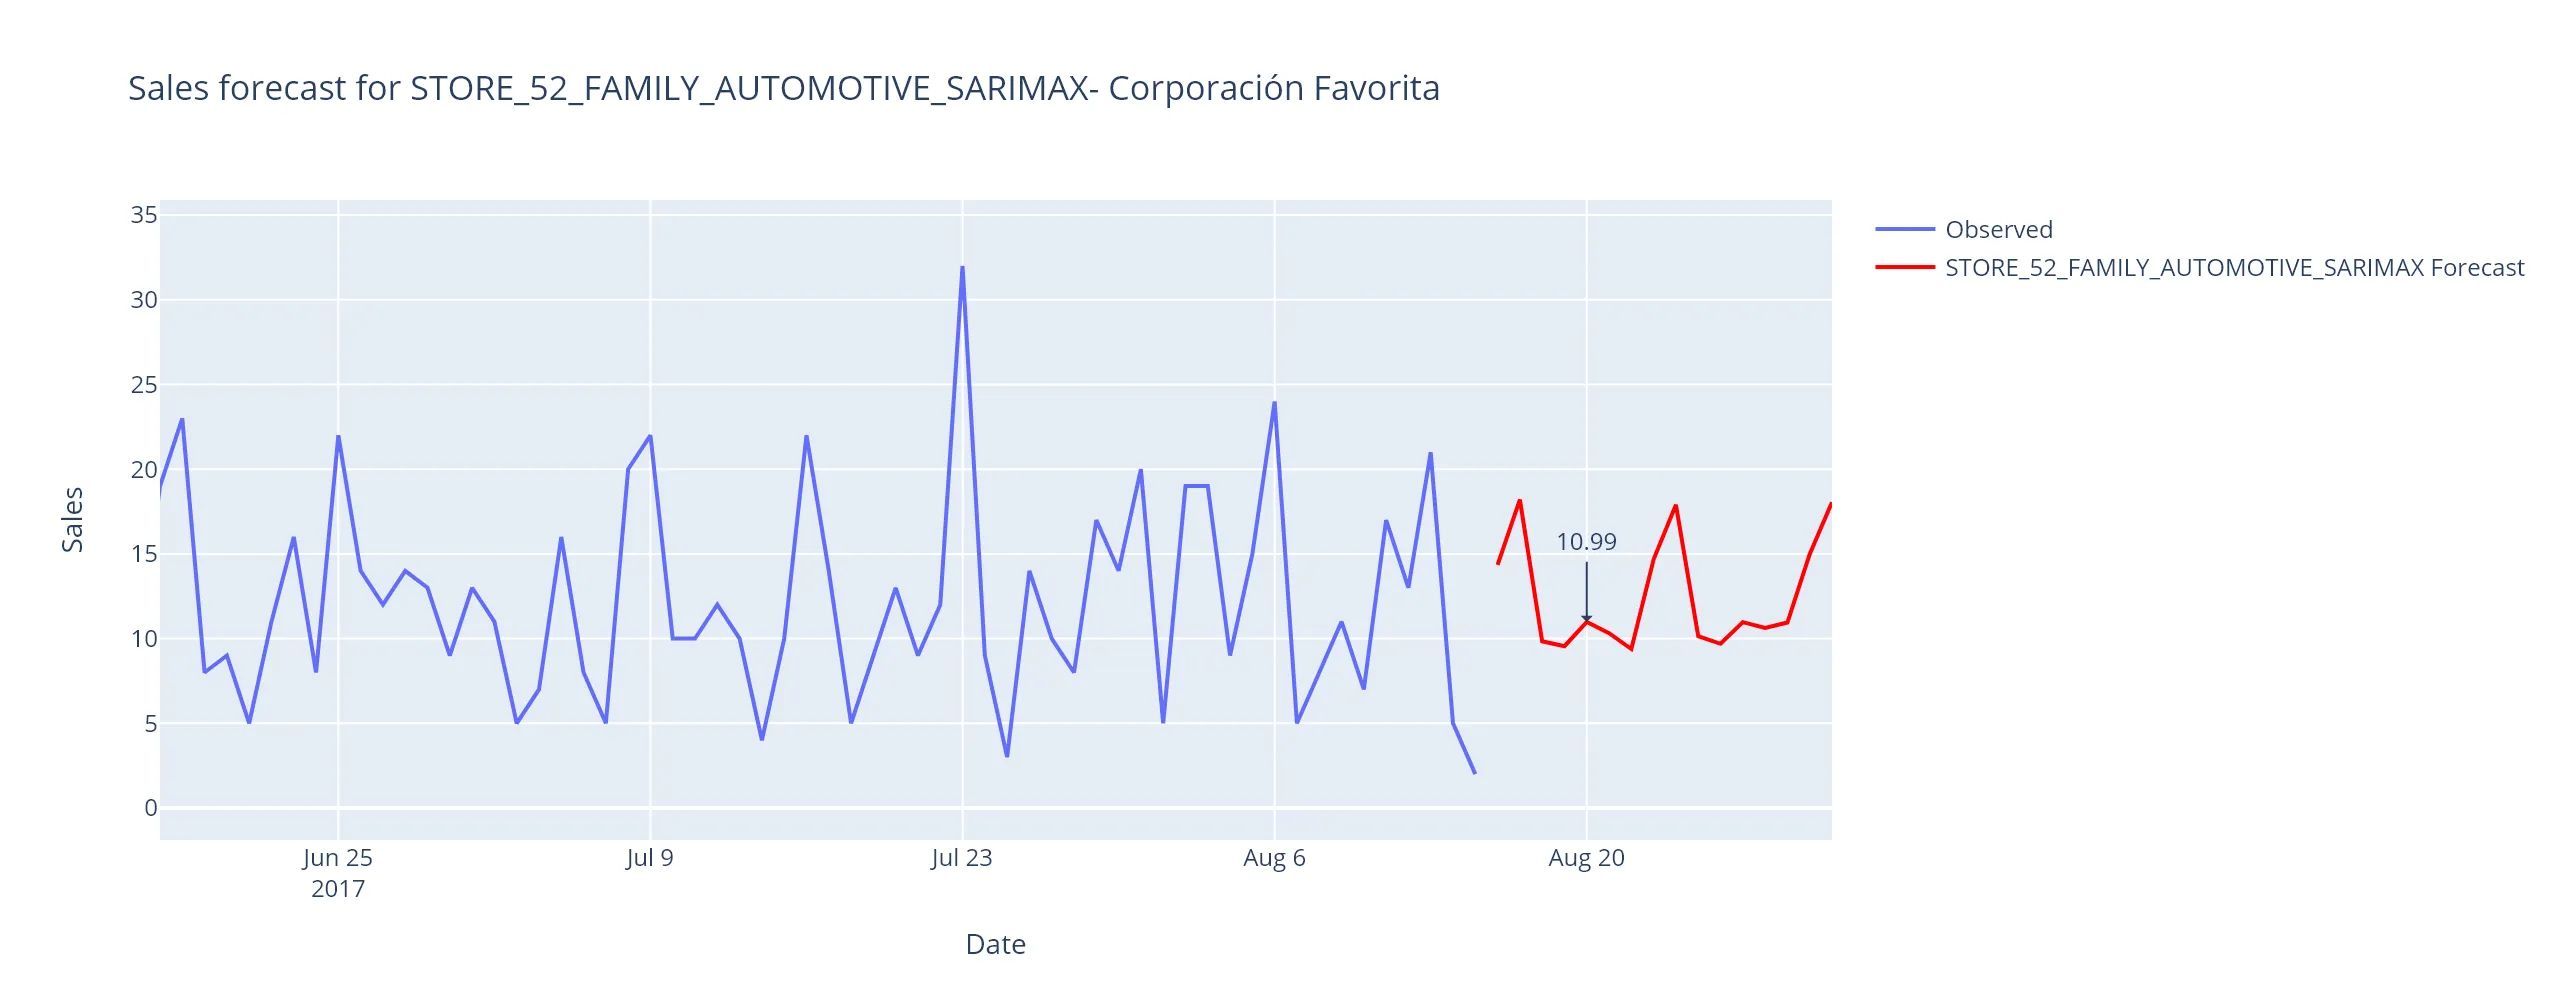 Sales forecast for STORE_52_FAMILY_AUTOMOTIVE_SARIMAX- Corporación Favorita
Observed
STORE_52_FAMILY_AUTOMOTIVE_SARIMAX Forecast
35
30
25
20
15
10
5
0
Sales
10.99
Jun 25
2017
Jul 9
Jul 23
Aug 6
Aug 20
Date